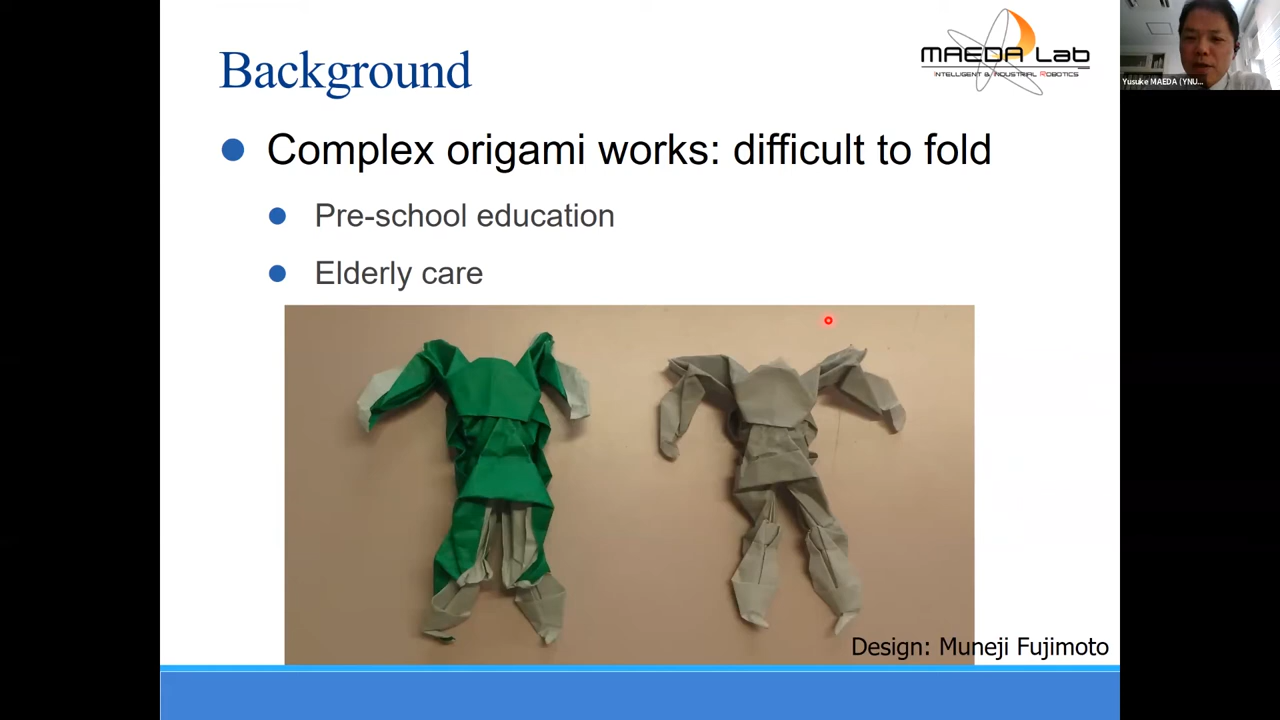 Background
MAEDA Lab
INTELLIGENT & INDUSTRIAL ROBOTICS
Yusuke MAEDA (YNU...
Complex origami works: difficult to fold
Pre-school education
Elderly care
Design: Muneji Fujimoto